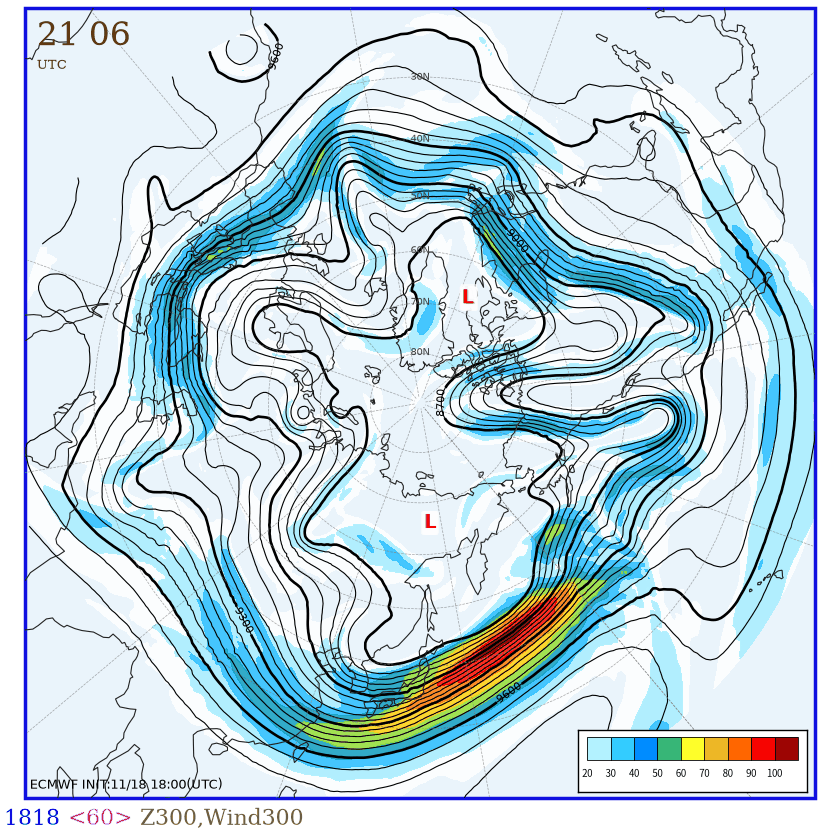 21 06
UTC
9600
30N
40N
50N
9000
60N
L
70N
80N
8700
L
9300
9600
20 30 40 50 60 70 80 90 100
ECMWF INIT:11/18 18:00(UTC)
1818 <60> Z300,Wind300